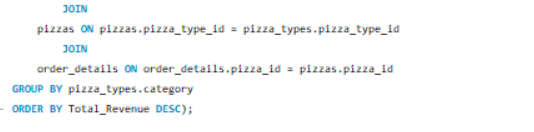 JOIN
pizzas ON pizzas.pizza_type_id = pizza_types.pizza_type_id
JOIN
order_details ON order_details.pizza_id = pizzas.pizza_id
GROUP BY pizza_types.category
ORDER BY Total_Revenue DESC);